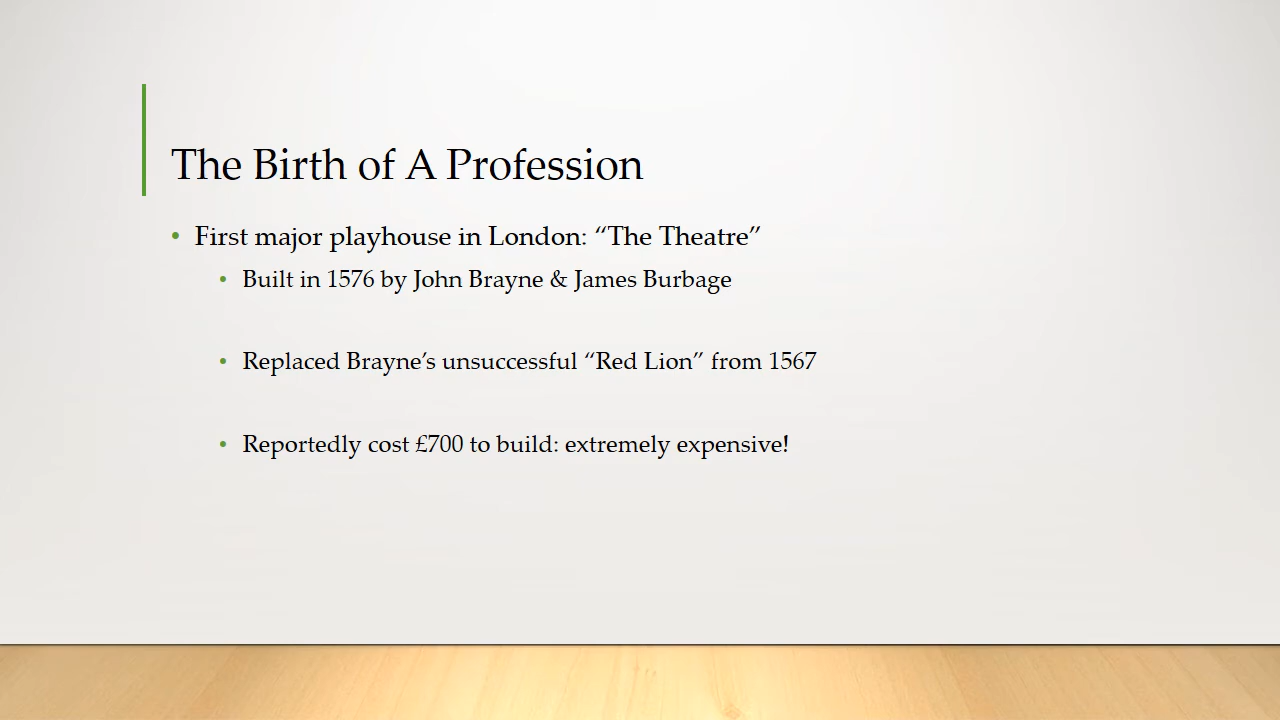 The Birth of A Profession
• First major playhouse in London: “The Theatre”
• Built in 1576 by John Brayne & James Burbage
• Replaced Brayne’s unsuccessful “Red Lion” from 1567
• Reportedly cost £700 to build: extremely expensive!